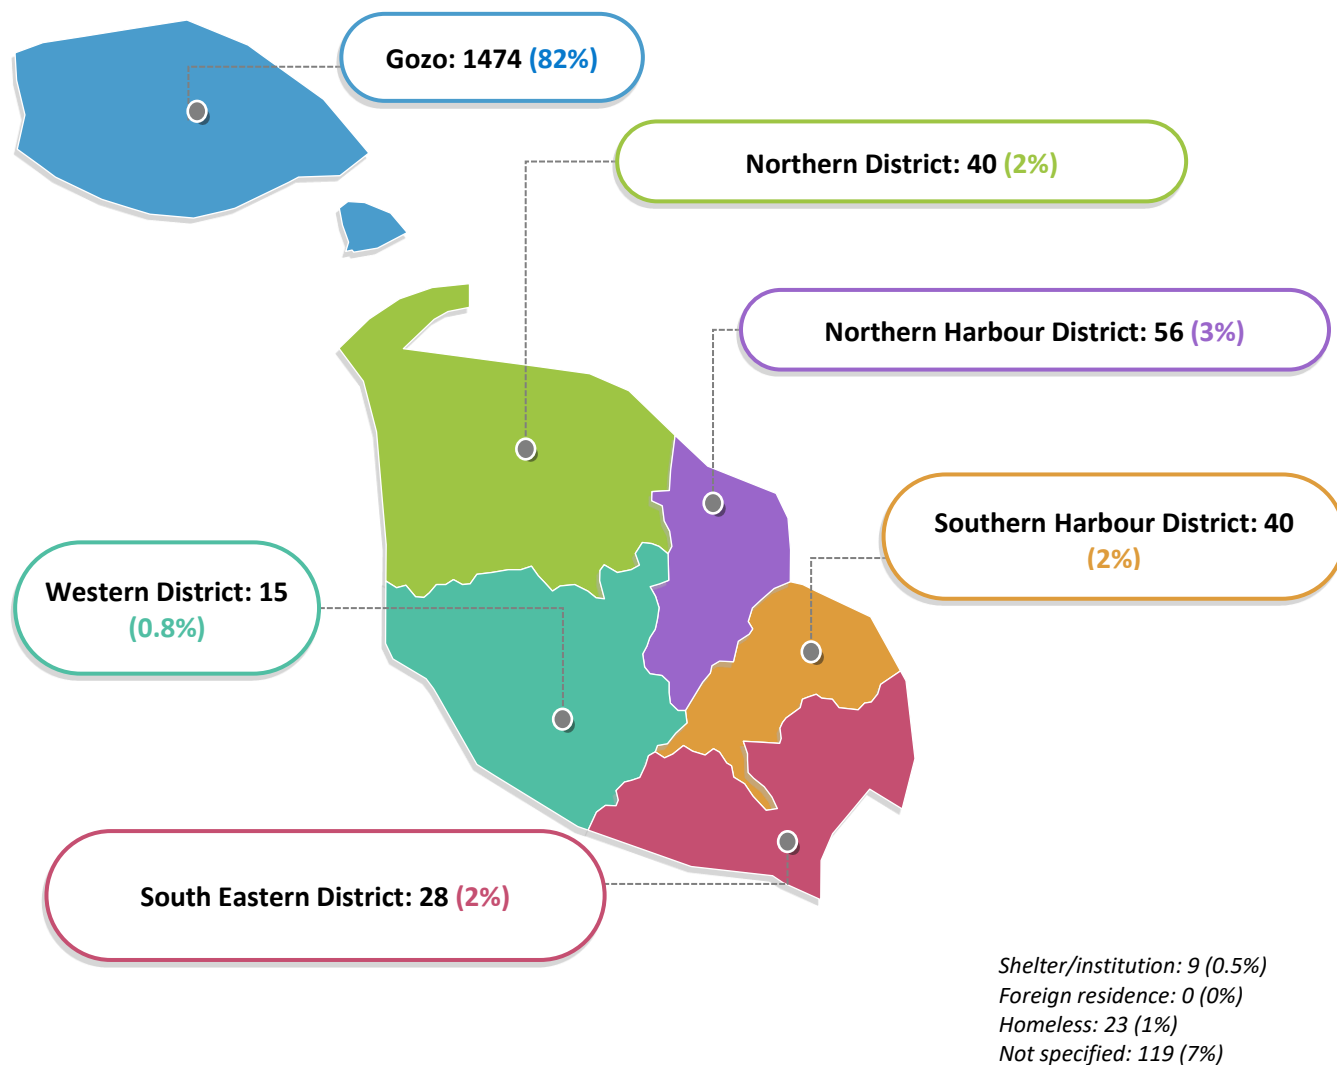 Gozo: 1474 (82%)
Northern District: 40 (2%)
Northern Harbour District: 56 (3%)
Southern Harbour District: 40
(2%)
Western District: 15
(0.8%)
South Eastern District: 28 (2%)
Shelter/institution: 9 (0.5%)
Foreign residence: 0 (0%)
Homeless: 23 (1%)
Not specified: 119 (7%)